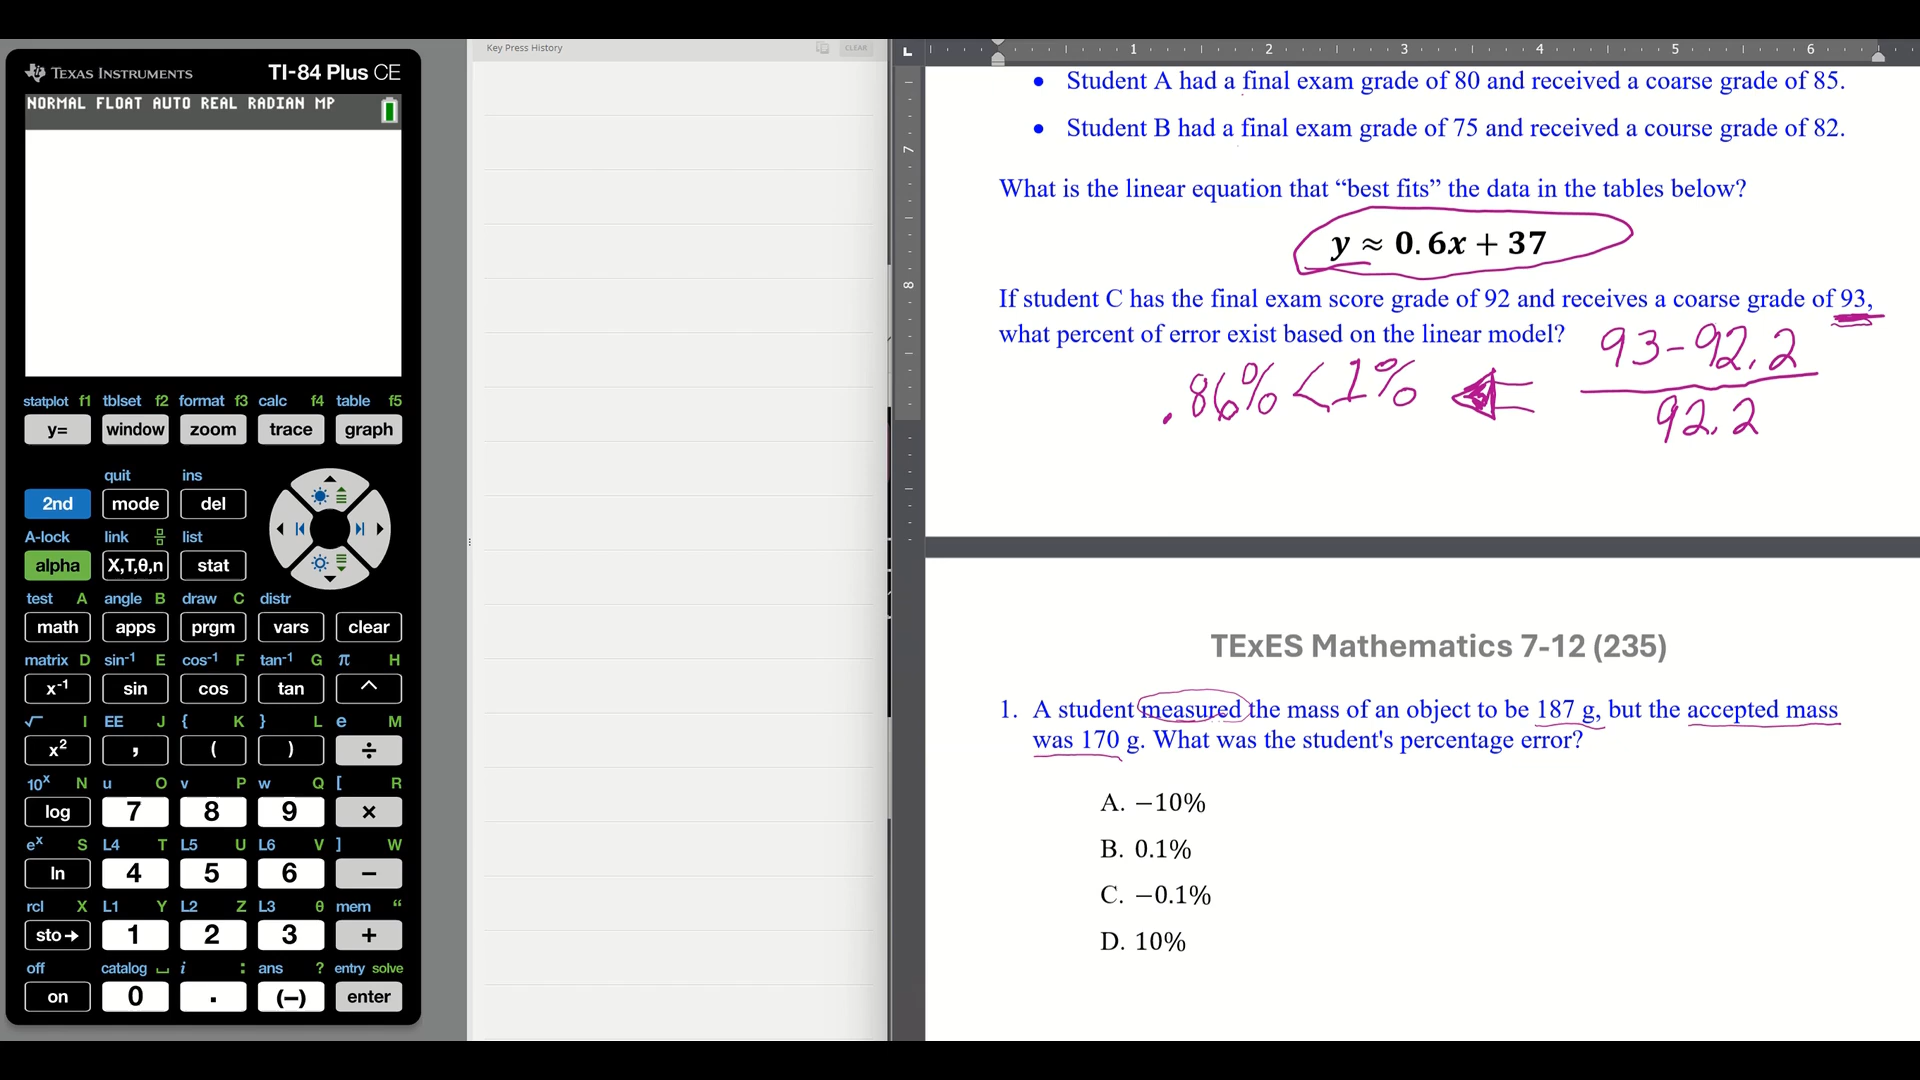 TEXAS INSTRUMENTS
TI-84 Plus CE
NORMAL FLOAT AUTO REAL RADIAN MP
statplot f1 tblset f2 format f3 calc f4 table f5
y= window zoom trace graph
quit ins
2nd mode del
A-lock link list
alpha X,T,θ,n stat
test A angle B draw C distr
math apps prgm vars clear
matrix D sin⁻¹ E cos⁻¹ F tan⁻¹ G π H
x⁻¹ sin cos tan ^
√ I EE J { K } L e M
x² , ( ) ÷
10ˣ N u O v P w Q [ R
log 7 8 9 ×
eˣ S L4 T L5 U L6 V ] W
ln 4 5 6 −
rcl X L1 Y L2 Z L3 θ mem “
sto→ 1 2 3 +
off catalog ⎵ i : ans ? entry solve
on 0 . (−) enter
Key Press History
CLEAR
L 1 2 3 4 5 6
7
8
• Student A had a final exam grade of 80 and received a coarse grade of 85.
• Student B had a final exam grade of 75 and received a course grade of 82.
What is the linear equation that “best fits” the data in the tables below?
y ≈ 0.6x + 37
If student C has the final exam score grade of 92 and receives a coarse grade of 93,
what percent of error exist based on the linear model?
93 − 92.2
.86% < 1%
92.2
TExES Mathematics 7-12 (235)
1. A student measured the mass of an object to be 187 g, but the accepted mass
was 170 g. What was the student's percentage error?
A. −10%
B. 0.1%
C. −0.1%
D. 10%